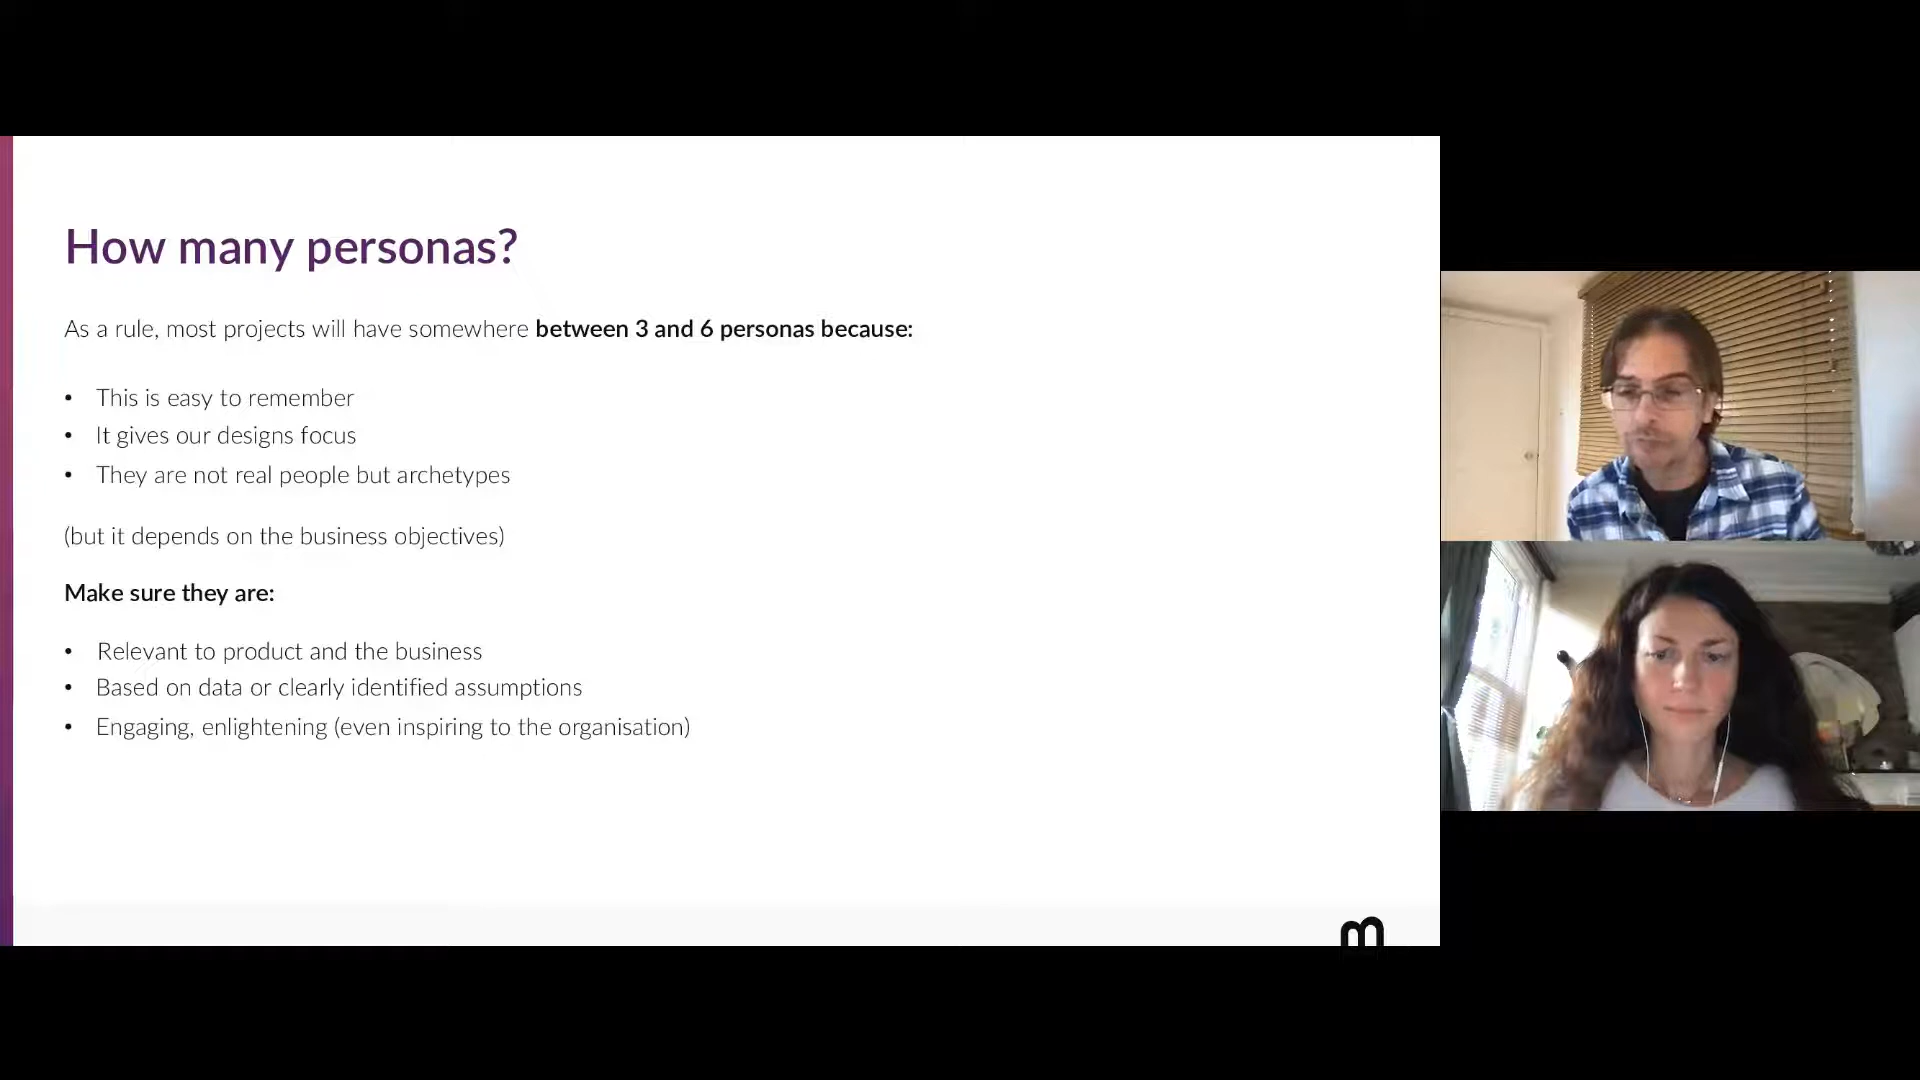 How many personas?
As a rule, most projects will have somewhere between 3 and 6 personas because:
• This is easy to remember
• It gives our designs focus
• They are not real people but archetypes
(but it depends on the business objectives)
Make sure they are:
• Relevant to product and the business
• Based on data or clearly identified assumptions
• Engaging, enlightening (even inspiring to the organisation)
m